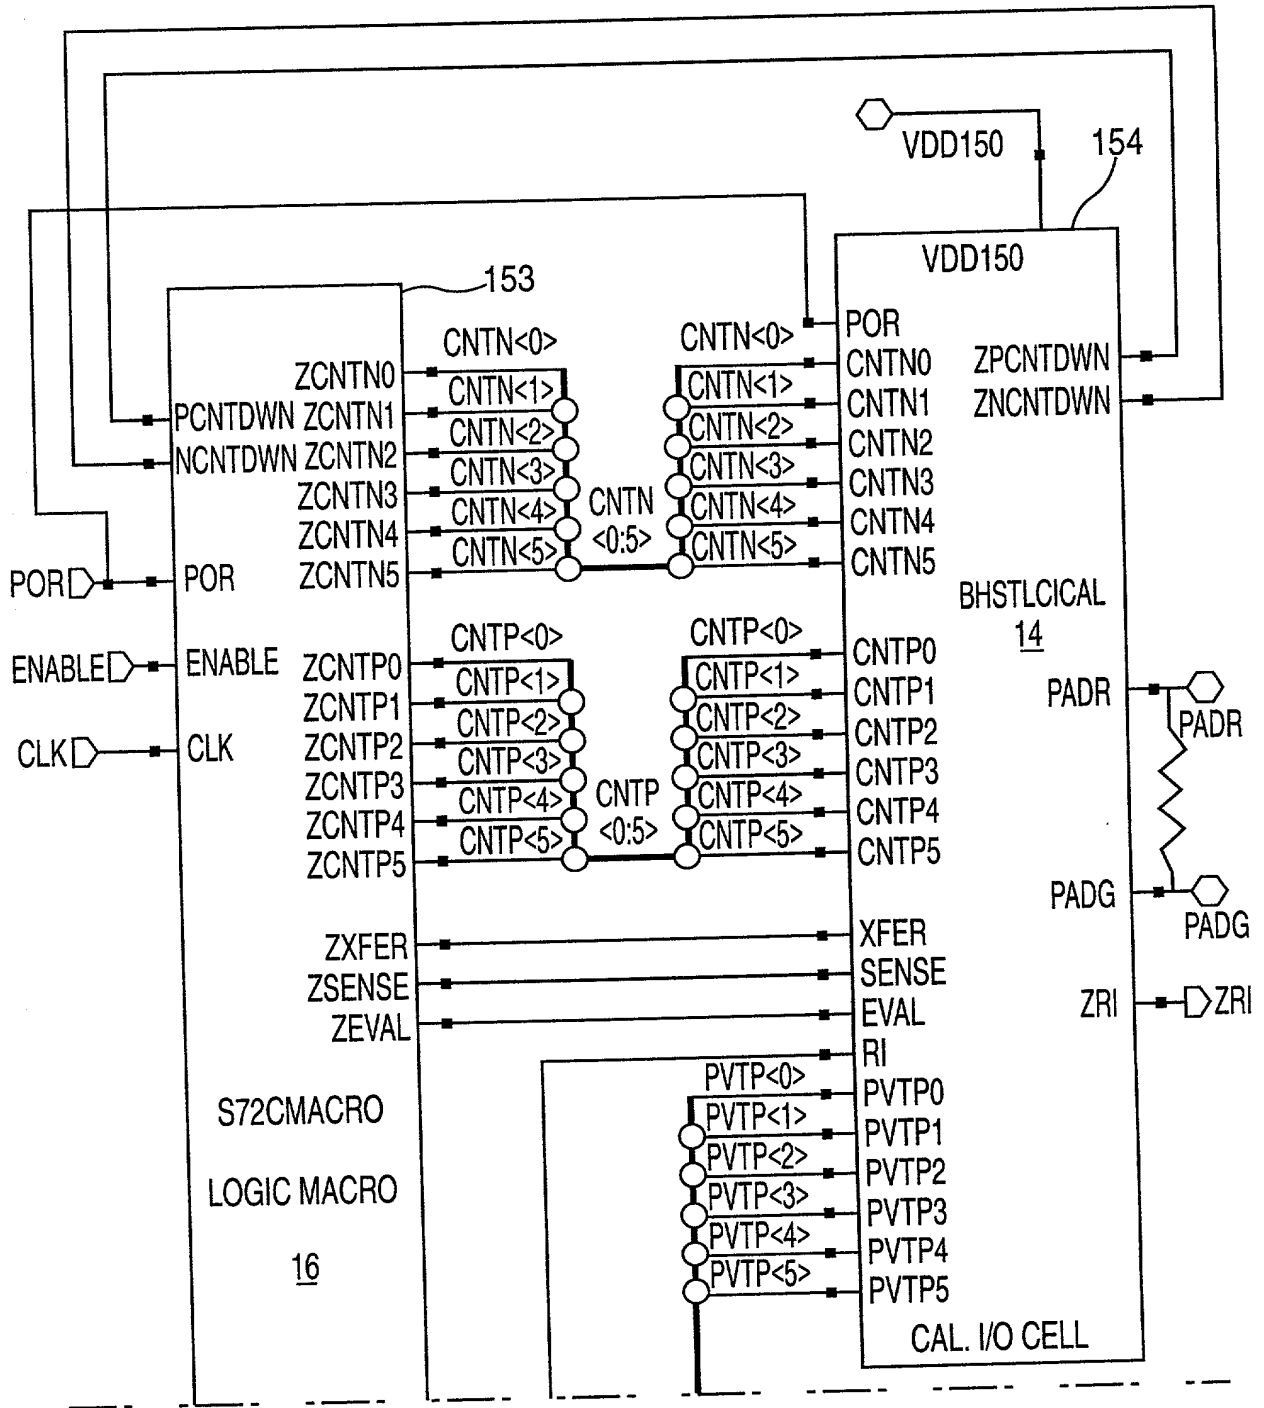 VDD150
154
VDD150
153
POR
ZPCNTDWN
ZNCNTDWN
PCNTDWN
NCNTDWN
POR
POR
ENABLE
ENABLE
CLK
CLK
ZCNTN0
ZCNTN1
ZCNTN2
ZCNTN3
ZCNTN4
ZCNTN5
CNTN<0>
CNTN<1>
CNTN<2>
CNTN<3>
CNTN<4>
CNTN<5>
CNTN
<0:5>
CNTN<0>
CNTN<1>
CNTN<2>
CNTN<3>
CNTN<4>
CNTN<5>
CNTN0
CNTN1
CNTN2
CNTN3
CNTN4
CNTN5
BHSTLCICAL
14
ZCNTP0
ZCNTP1
ZCNTP2
ZCNTP3
ZCNTP4
ZCNTP5
CNTP<0>
CNTP<1>
CNTP<2>
CNTP<3>
CNTP<4>
CNTP<5>
CNTP
<0:5>
CNTP<0>
CNTP<1>
CNTP<2>
CNTP<3>
CNTP<4>
CNTP<5>
CNTP0
CNTP1
CNTP2
CNTP3
CNTP4
CNTP5
PADR
PADR
PADG
PADG
ZXFER
ZSENSE
ZEVAL
XFER
SENSE
EVAL
RI
ZRI
ZRI
PVTP<0>
PVTP<1>
PVTP<2>
PVTP<3>
PVTP<4>
PVTP<5>
PVTP0
PVTP1
PVTP2
PVTP3
PVTP4
PVTP5
S72CMACRO
LOGIC MACRO
16
CAL. I/O CELL